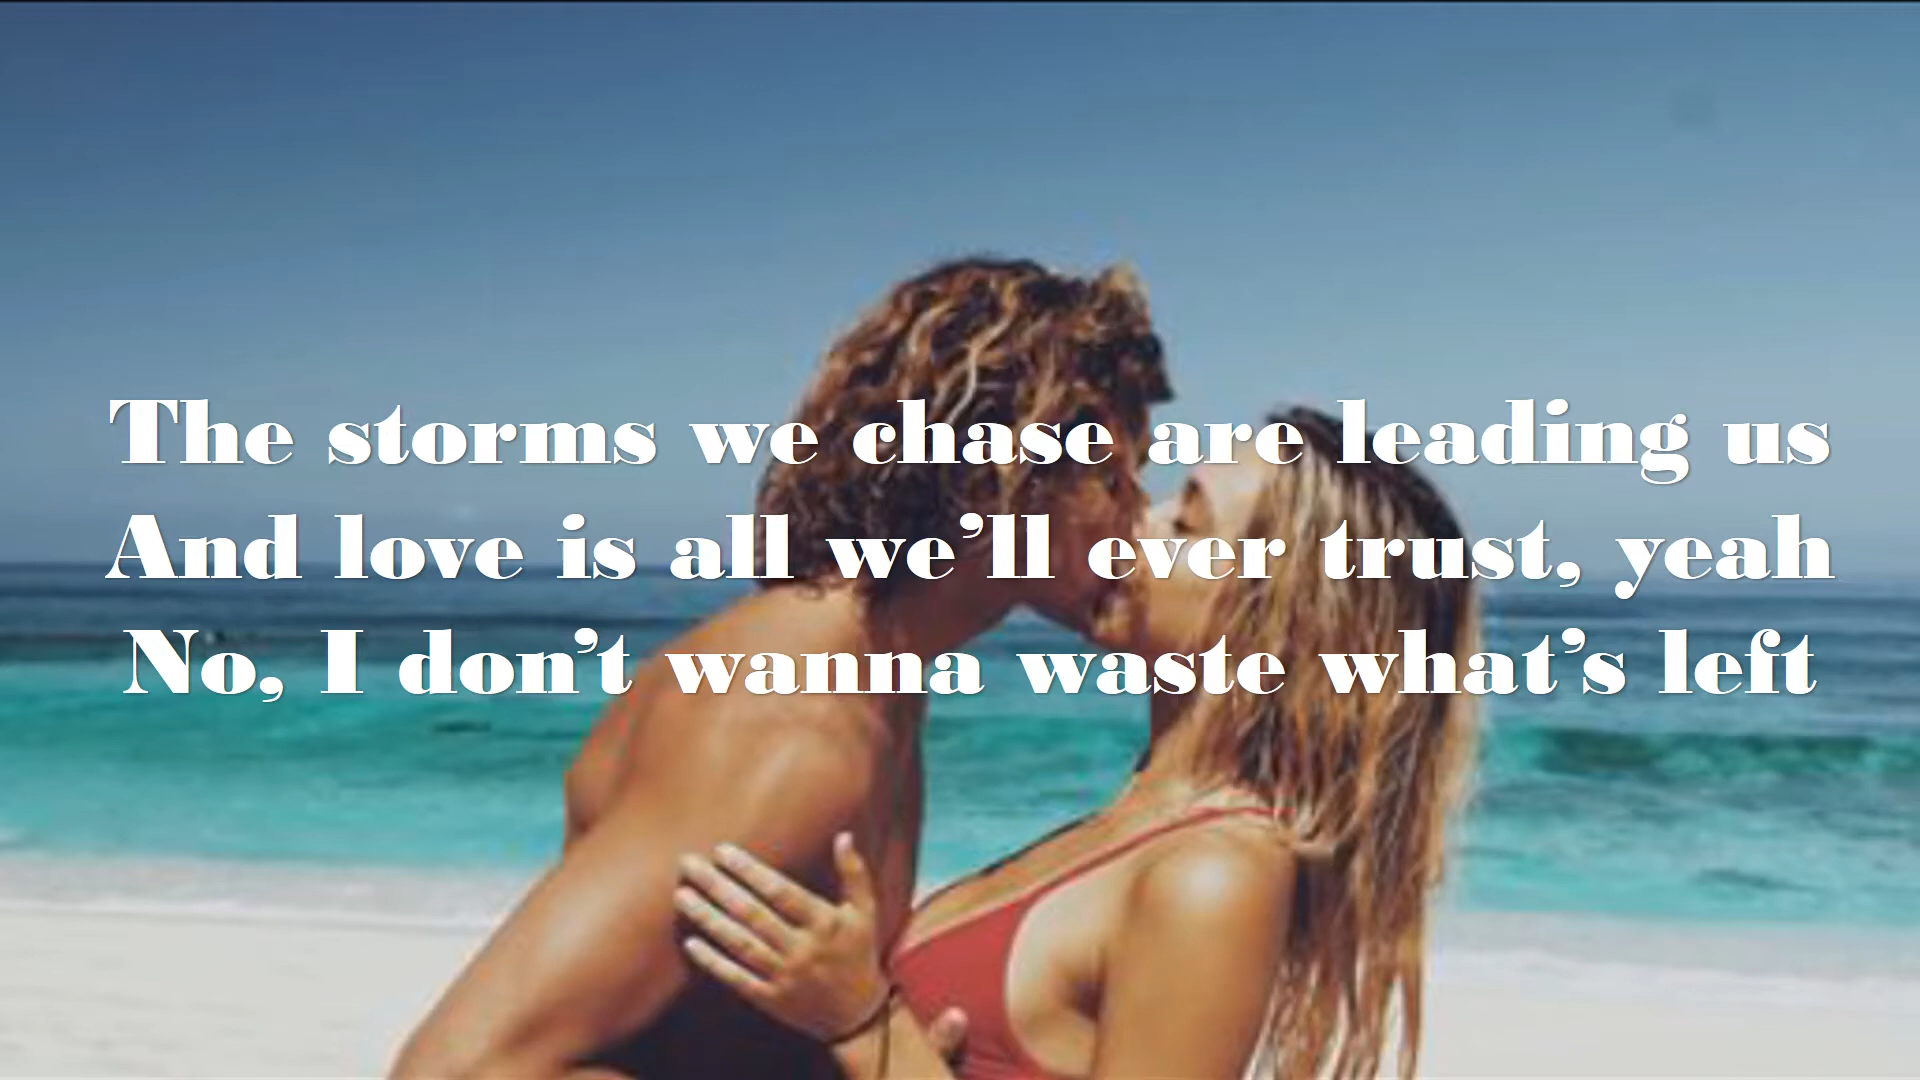 The storms we chase are leading us
And love is all we’ll ever trust, yeah
No, I don’t wanna waste what’s left